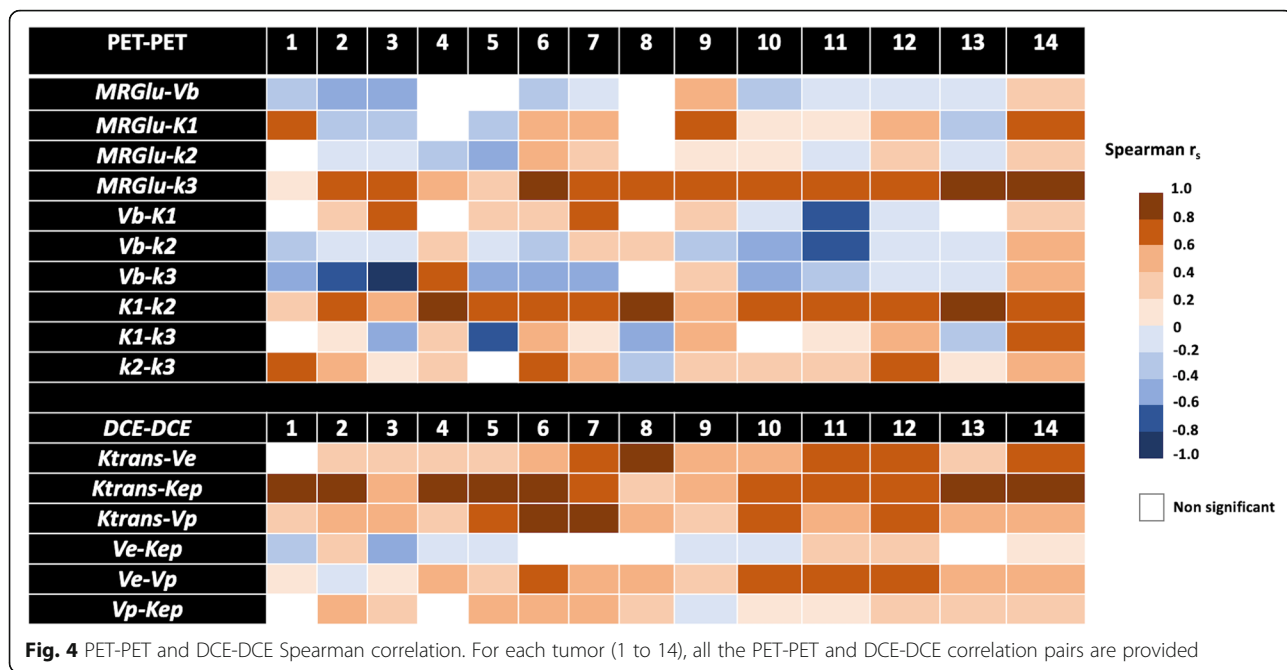 PET-PET 1 2 3 4 5 6 7 8 9 10 11 12 13 14
MRGlu-Vb
MRGlu-K1
MRGlu-k2
MRGlu-k3
Vb-K1
Vb-k2
Vb-k3
K1-k2
K1-k3
k2-k3
DCE-DCE 1 2 3 4 5 6 7 8 9 10 11 12 13 14
Ktrans-Ve
Ktrans-Kep
Ktrans-Vp
Ve-Kep
Ve-Vp
Vp-Kep
Spearman rs
1.0
0.8
0.6
0.4
0.2
0
-0.2
-0.4
-0.6
-0.8
-1.0
Non significant
Fig. 4 PET-PET and DCE-DCE Spearman correlation. For each tumor (1 to 14), all the PET-PET and DCE-DCE correlation pairs are provided